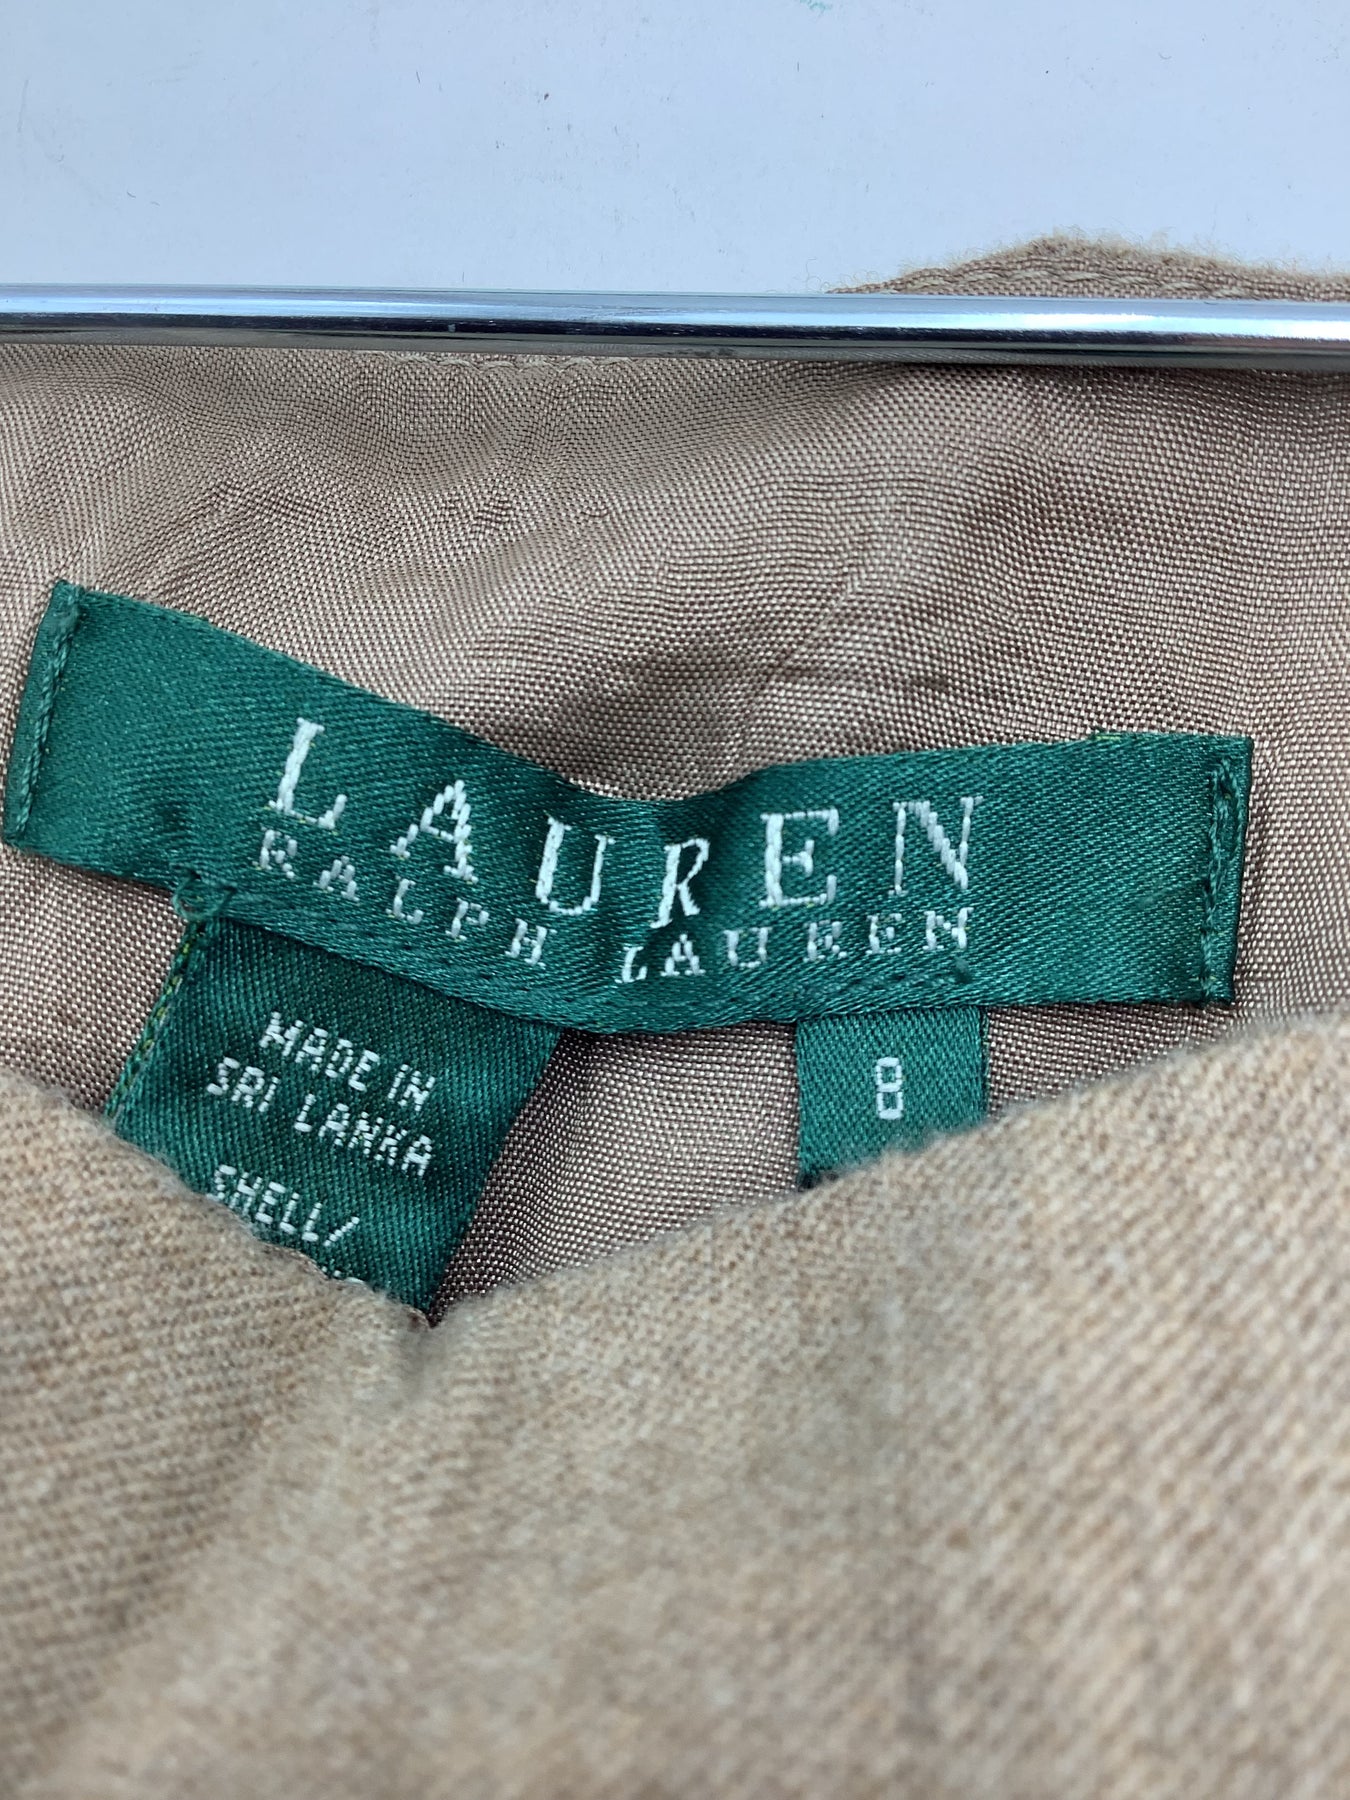 LAUREN
RALPH LAUREN
MADE IN
SRI LANKA
SHELL/
8